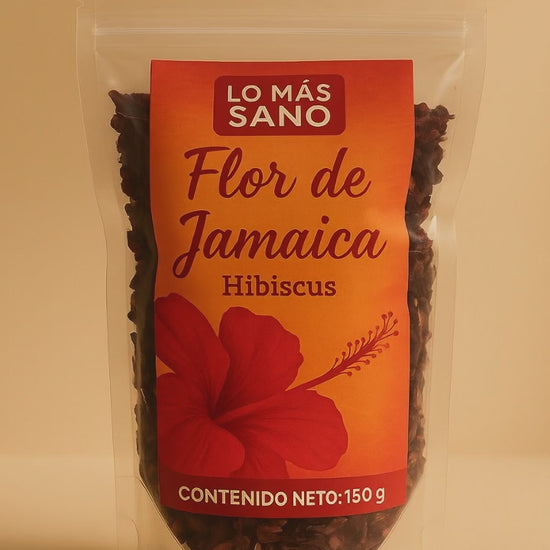 LO MÁS
SANO
Flor de
Jamaica
Hibiscus
CONTENIDO NETO: 150 g